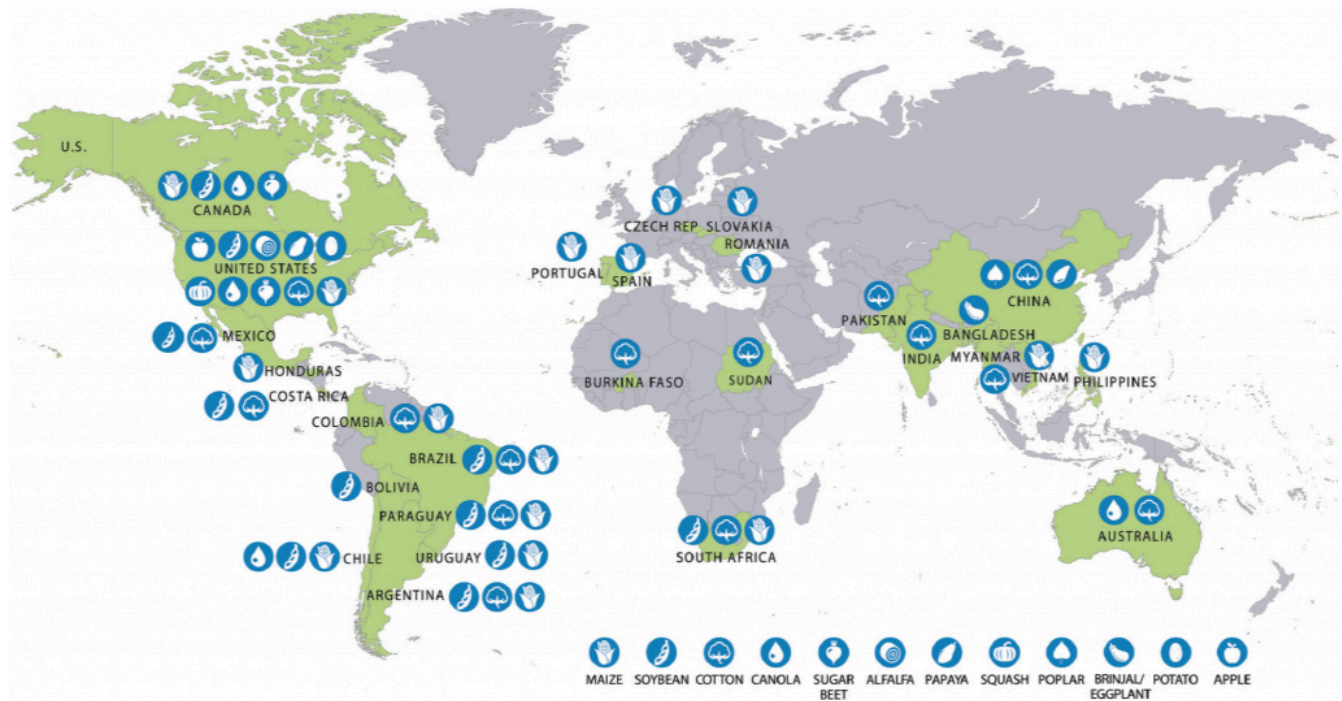 U.S.
CANADA
UNITED STATES
MEXICO
HONDURAS
COSTA RICA
COLOMBIA
BRAZIL
BOLIVIA
PARAGUAY
CHILE
URUGUAY
ARGENTINA
CZECH REP
SLOVAKIA
ROMANIA
PORTUGAL
SPAIN
BURKINA FASO
SUDAN
SOUTH AFRICA
PAKISTAN
CHINA
BANGLADESH
INDIA
MYANMAR
VIETNAM
PHILIPPINES
AUSTRALIA
MAIZE
SOYBEAN
COTTON
CANOLA
SUGAR
BEET
ALFALFA
PAPAYA
SQUASH
POPLAR
BRINJAL/
EGGPLANT
POTATO
APPLE